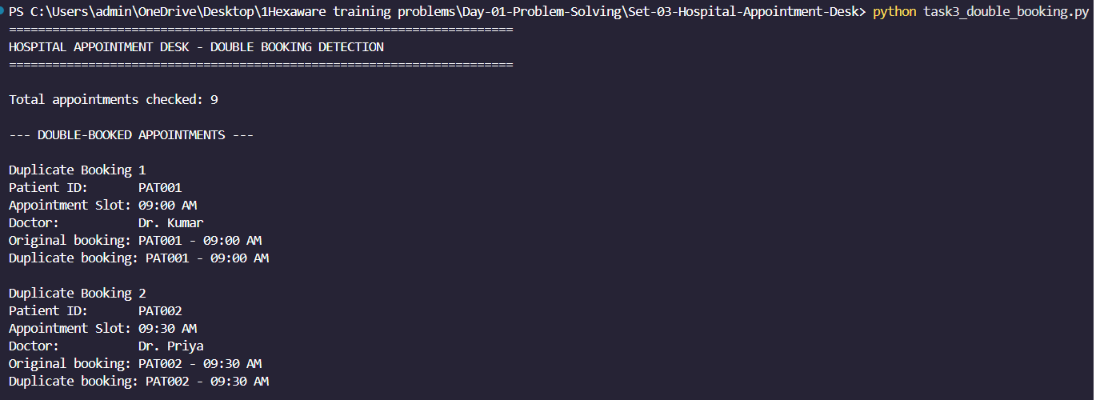 PS C:\Users\admin\OneDrive\Desktop\1Hexaware training problems\Day-01-Problem-Solving\Set-03-Hospital-Appointment-Desk> python task3_double_booking.py
======================================================================
HOSPITAL APPOINTMENT DESK - DOUBLE BOOKING DETECTION
======================================================================
Total appointments checked: 9
--- DOUBLE-BOOKED APPOINTMENTS ---
Duplicate Booking 1
Patient ID:       PAT001
Appointment Slot: 09:00 AM
Doctor:           Dr. Kumar
Original booking: PAT001 - 09:00 AM
Duplicate booking: PAT001 - 09:00 AM
Duplicate Booking 2
Patient ID:       PAT002
Appointment Slot: 09:30 AM
Doctor:           Dr. Priya
Original booking: PAT002 - 09:30 AM
Duplicate booking: PAT002 - 09:30 AM